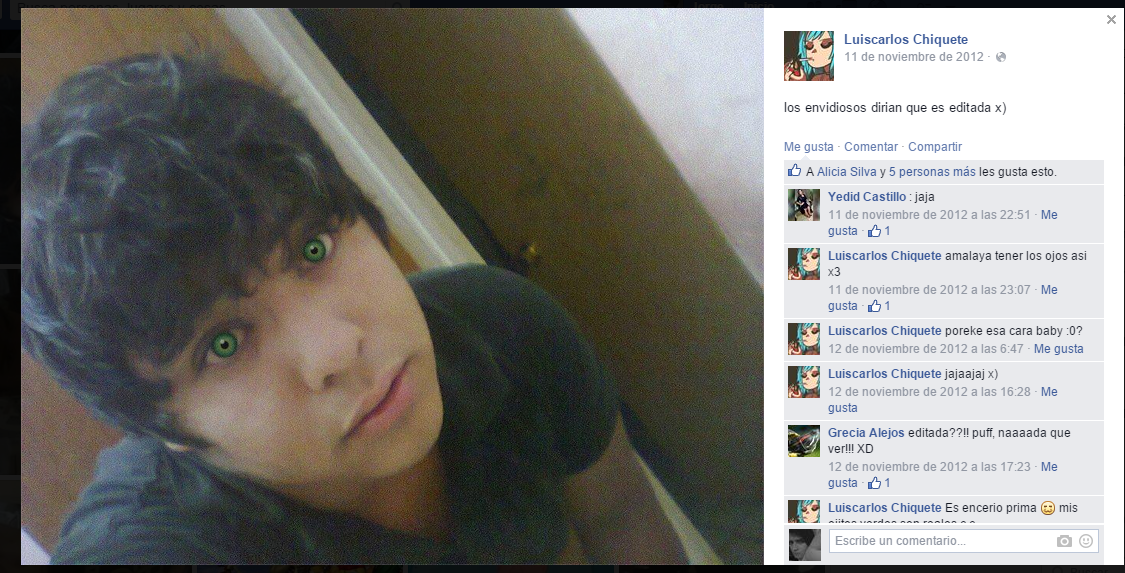 Luiscarlos Chiquete
11 de noviembre de 2012 ·
los envidiosos dirian que es editada x)
Me gusta · Comentar · Compartir
A Alicia Silva y 5 personas más les gusta esto.
Yedid Castillo : jaja
11 de noviembre de 2012 a las 22:51 · Me
gusta · 1
Luiscarlos Chiquete amalaya tener los ojos asi
x3
11 de noviembre de 2012 a las 23:07 · Me
gusta · 1
Luiscarlos Chiquete poreke esa cara baby :0?
12 de noviembre de 2012 a las 6:47 · Me gusta
Luiscarlos Chiquete jajaajaj x)
12 de noviembre de 2012 a las 16:28 · Me
gusta
Grecia Alejos editada??!! puff, naaaada que
ver!!! XD
12 de noviembre de 2012 a las 17:23 · Me
gusta · 1
Luiscarlos Chiquete Es encerio prima 😄 mis
Escribe un comentario...